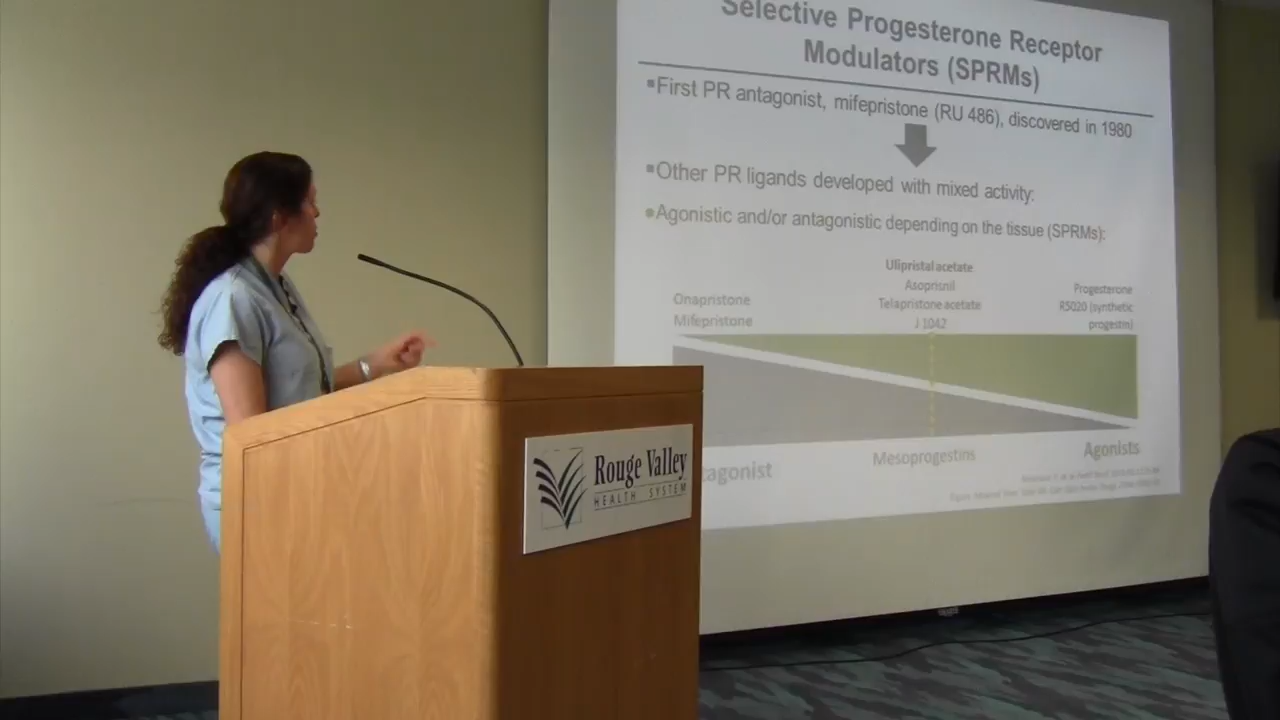 Selective Progesterone Receptor
Modulators (SPRMs)
▪First PR antagonist, mifepristone (RU 486), discovered in 1980
▪Other PR ligands developed with mixed activity:
•Agonistic and/or antagonistic depending on the tissue (SPRMs):
Ulipristal acetate
Asoprisnil
Telapristone acetate
J 1042
Onapristone
Mifepristone
Progesterone
R5020 (synthetic
progestin)
tagonist
Mesoprogestins
Agonists
Rouge Valley
HEALTH SYSTEM